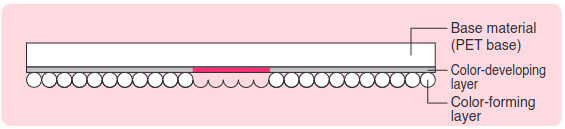 Base material
(PET base)
Color-developing
layer
Color-forming
layer